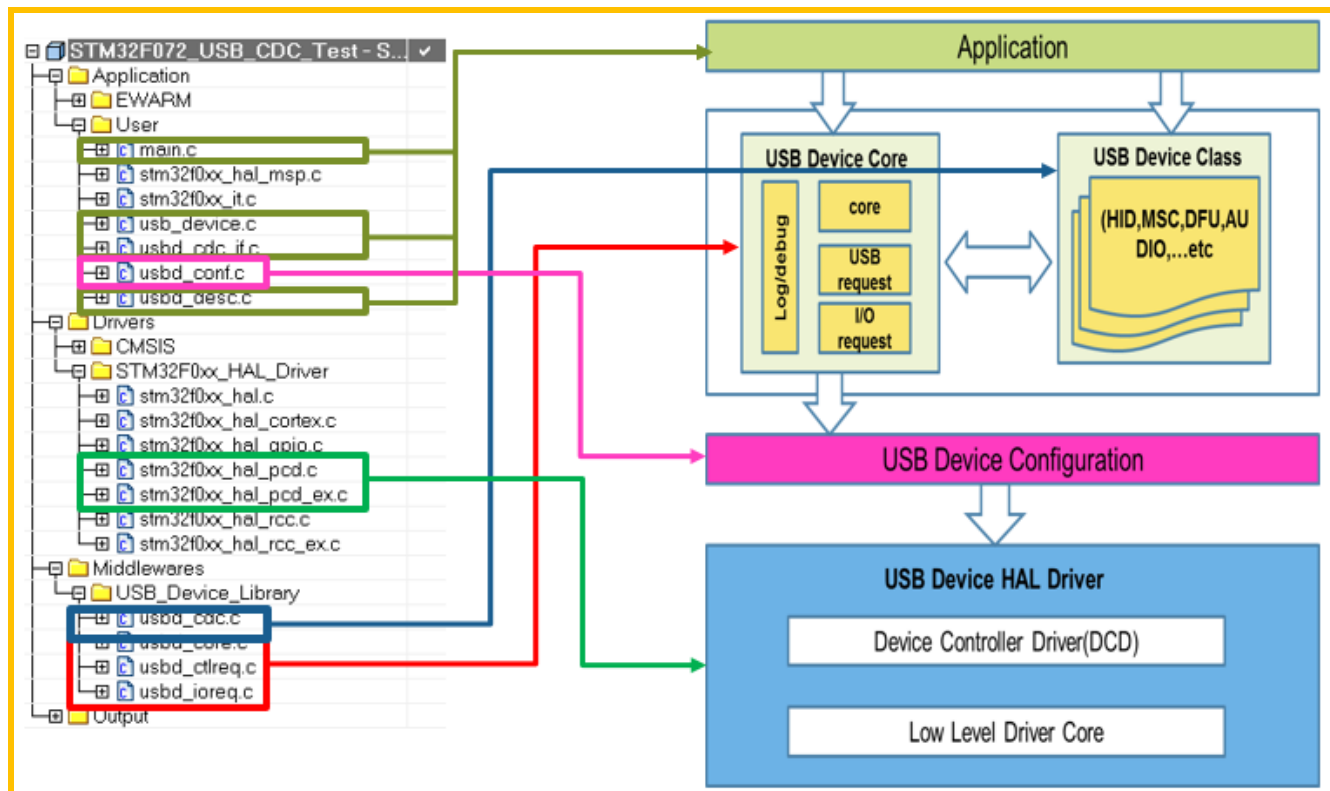 STM32F072_USB_CDC_Test - S...
Application
EWARM
User
main.c
stm32f0xx_hal_msp.c
stm32f0xx_it.c
usb_device.c
usbd_cdc_if.c
usbd_conf.c
usbd_desc.c
Drivers
CMSIS
STM32F0xx_HAL_Driver
stm32f0xx_hal.c
stm32f0xx_hal_cortex.c
stm32f0xx_hal_gpio.c
stm32f0xx_hal_pcd.c
stm32f0xx_hal_pcd_ex.c
stm32f0xx_hal_rcc.c
stm32f0xx_hal_rcc_ex.c
Middlewares
USB_Device_Library
usbd_cdc.c
usbd_core.c
usbd_ctlreq.c
usbd_ioreq.c
Output
Application
USB Device Core
Log/debug
core
USB
request
I/O
request
USB Device Class
(HID,MSC,DFU,AU
DIO,...etc
USB Device Configuration
USB Device HAL Driver
Device Controller Driver(DCD)
Low Level Driver Core